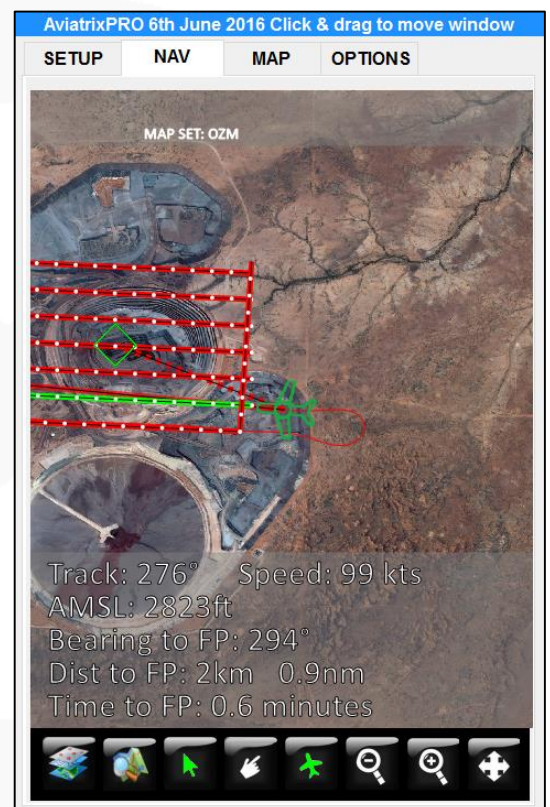 AviatrixPRO 6th June 2016 Click & drag to move window
SETUP NAV MAP OPTIONS
MAP SET: OZM
Track: 276° Speed: 99 kts
AMSL: 2823ft
Bearing to FP: 294°
Dist to FP: 2km 0.9nm
Time to FP: 0.6 minutes